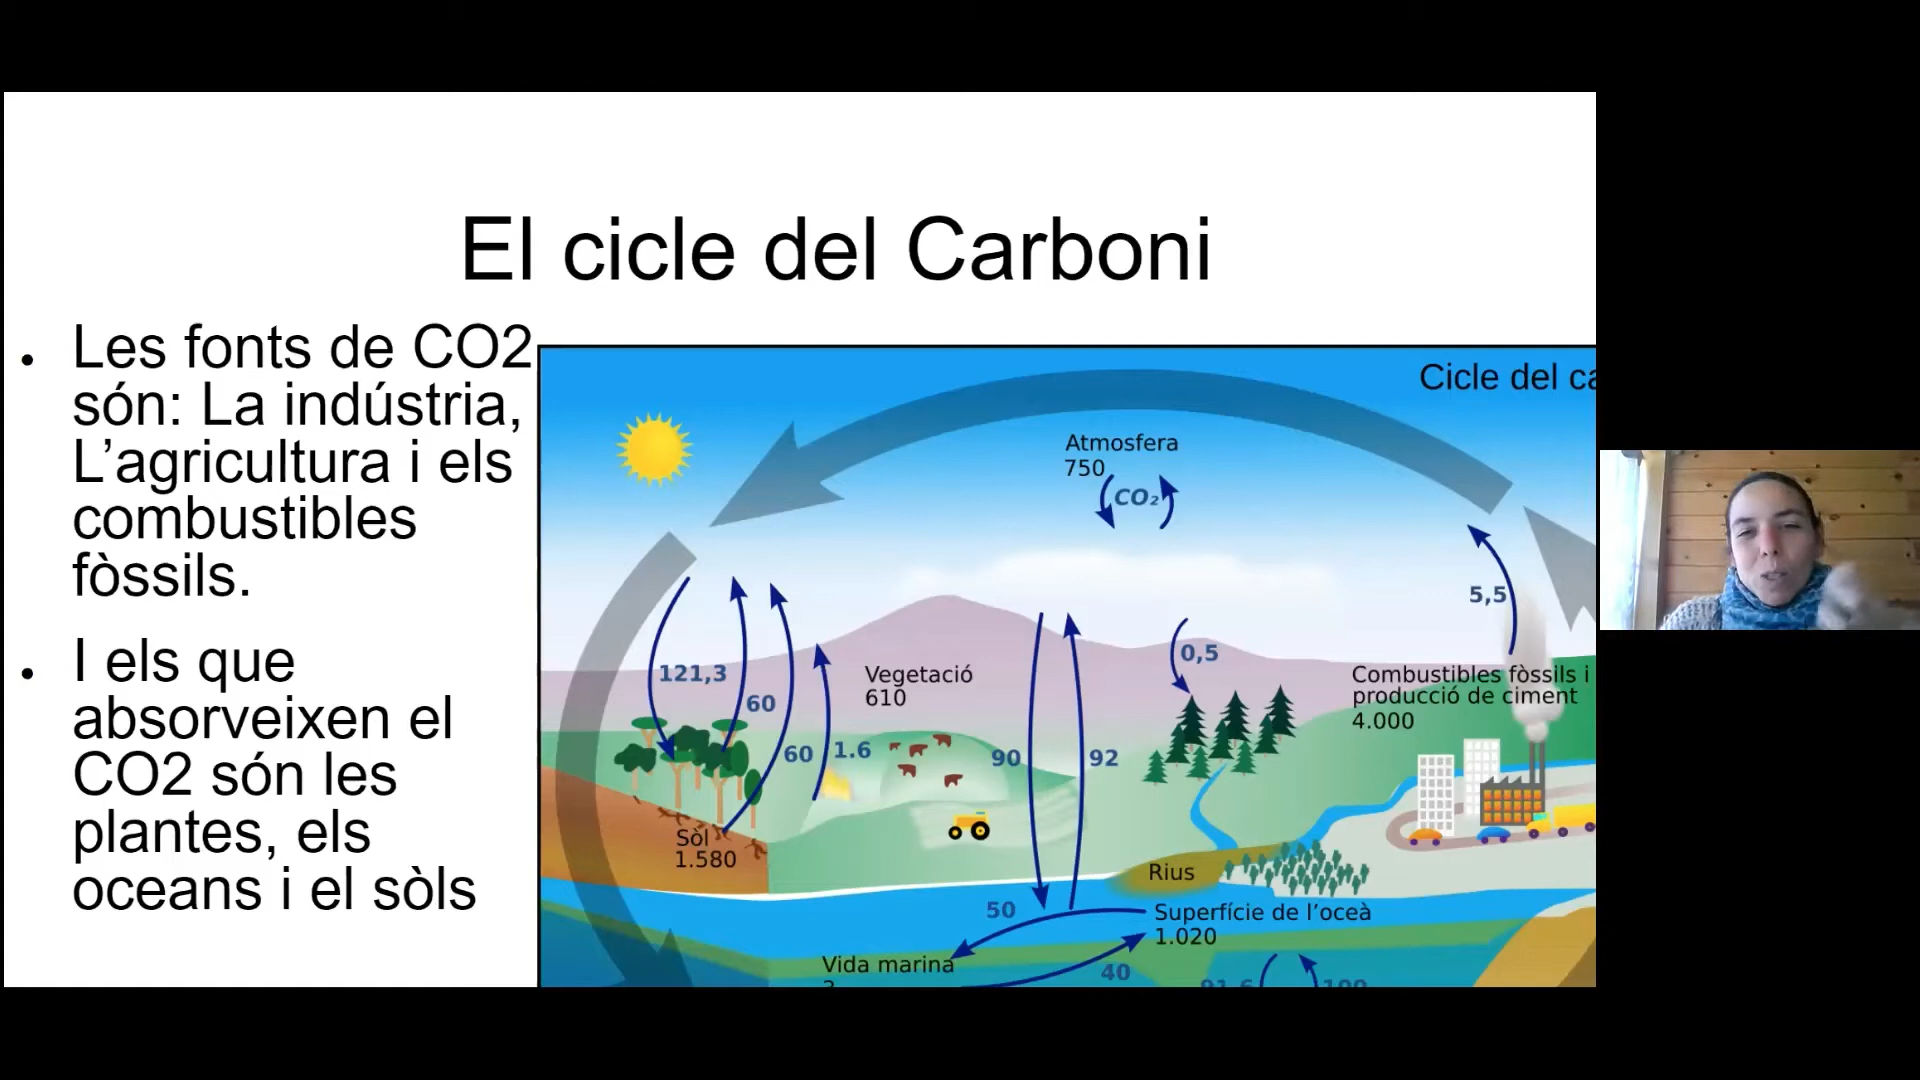 El cicle del Carboni
Les fonts de CO2
són: La indústria,
L’agricultura i els
combustibles
fòssils.
I els que
absorveixen el
CO2 són les
plantes, els
oceans i el sòls
Cicle del ca
Atmosfera
750
CO₂
5,5
121,3
60
60
1.6
Vegetació
610
90
92
0,5
Combustibles fòssils i
producció de ciment
4.000
Sòl
1.580
Rius
50
Superfície de l’oceà
1.020
Vida marina
40
100